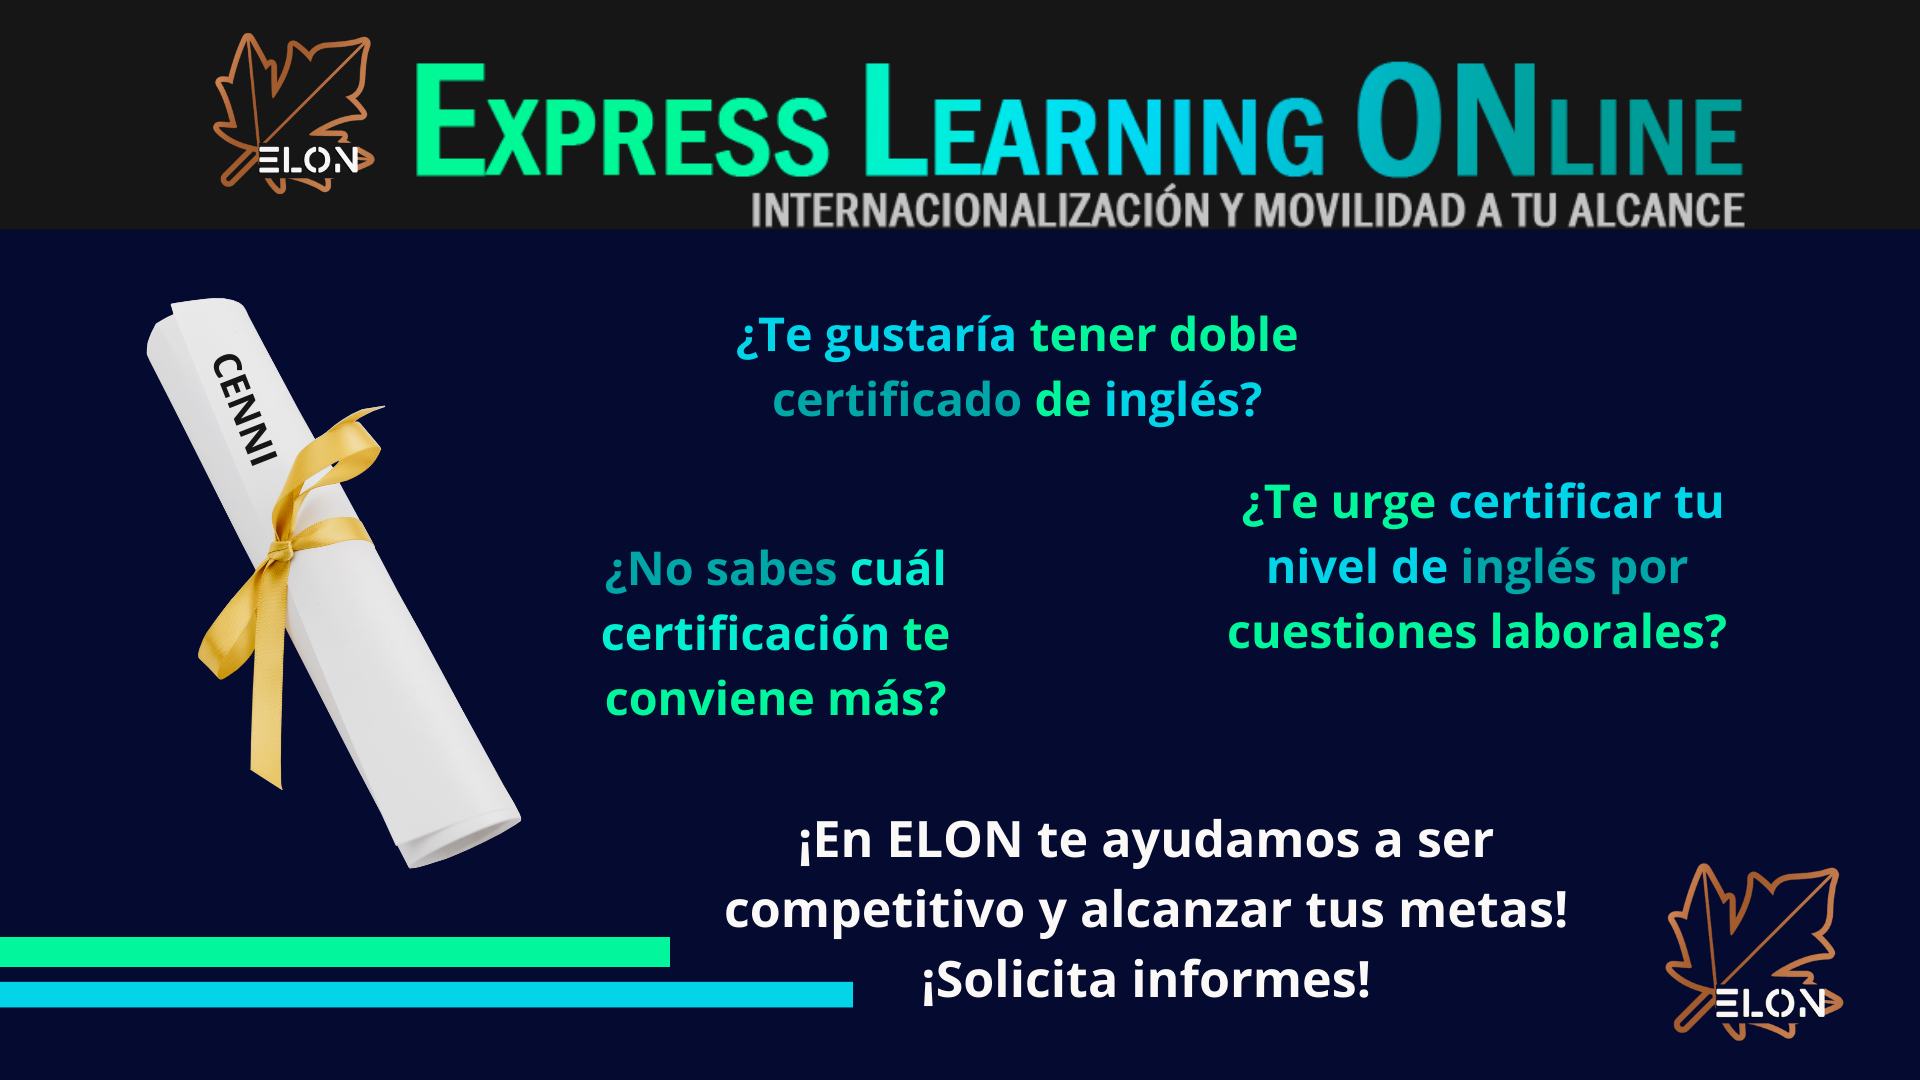 ELON
EXPRESS LEARNING ONLINE
INTERNACIONALIZACIÓN Y MOVILIDAD A TU ALCANCE
CENNI
¿Te gustaría tener doble
certificado de inglés?
¿No sabes cuál
certificación te
conviene más?
¿Te urge certificar tu
nivel de inglés por
cuestiones laborales?
¡En ELON te ayudamos a ser
competitivo y alcanzar tus metas!
¡Solicita informes!
ELON